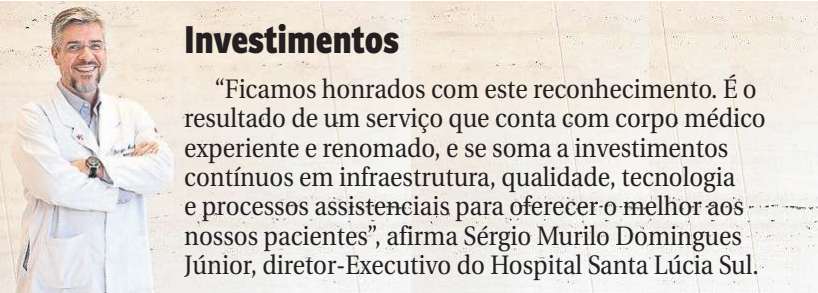 Investimentos
“Ficamos honrados com este reconhecimento. É o
resultado de um serviço que conta com corpo médico
experiente e renomado, e se soma a investimentos
contínuos em infraestrutura, qualidade, tecnologia
e processos assistenciais para oferecer o melhor aos
nossos pacientes”, afirma Sérgio Murilo Domingues
Júnior, diretor-Executivo do Hospital Santa Lúcia Sul.